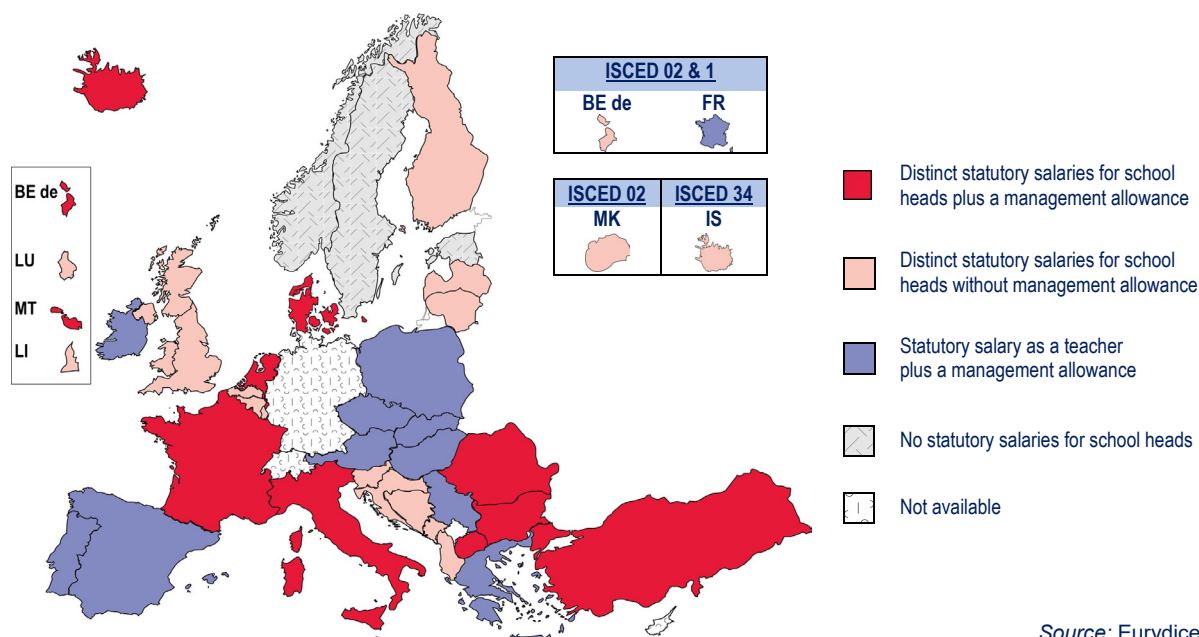 ISCED 02 & 1
BE de FR
ISCED 02 ISCED 34
MK IS
BE de
LU
MT
LI
Distinct statutory salaries for school
heads plus a management allowance
Distinct statutory salaries for school
heads without management allowance
Statutory salary as a teacher
plus a management allowance
No statutory salaries for school heads
Not available
Source: Eurydice